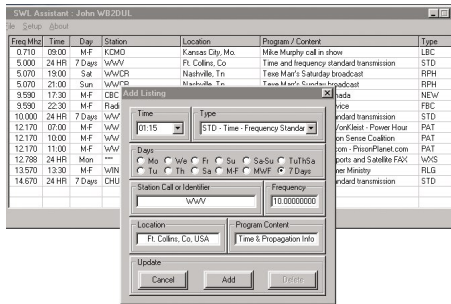 SWL Assistant : John WB2DUL
Setup About
Freq Mhz Time Day Station Location Program / Content Type
0.710 09:00 M-F KCMO Kansas City, Mo. Mike Murphy call in show LBC
5.000 24 HR 7 Days WWV Ft. Collins, Co Time and frequency standard transmission STD
5.070 19:00 Sat WWCR Nashville, Tn Texe Marr's Saturday broadcast RPH
5.070 21:00 Sun WWCR Nashville, Tn Texe Marr's Sunday broadcast RPH
9.590 17:30 M-F CBC nada NEW
9.590 22:30 M-F Radi vice FBC
10.000 24 HR 7 Days WW ndard transmission STD
12.170 07:00 M-F WW VonKleist - Power Hour PAT
12.170 10:00 M-F WW on Sense Coalition PAT
12.170 11:00 M-F WW com - PrisonPlanet.com PAT
12.788 24 HR Mon --- ports and Satellite FAX WXS
13.570 13:30 M-F WIN er Ministry RLG
14.670 24 HR 7 Days CHU ndard transmission STD
Add Listing
Time Type
01:15 STD - Time - Frequency Standar
Days
Mo We Fr Su Sa-Su TuThSa
Tu Th Sa M-F MWF 7 Days
Station Call or Identifier Frequency
WWV 10.00000000
Location Program Content
Ft. Collins, Co, USA Time & Propagation Info
Update
Cancel Add Delete